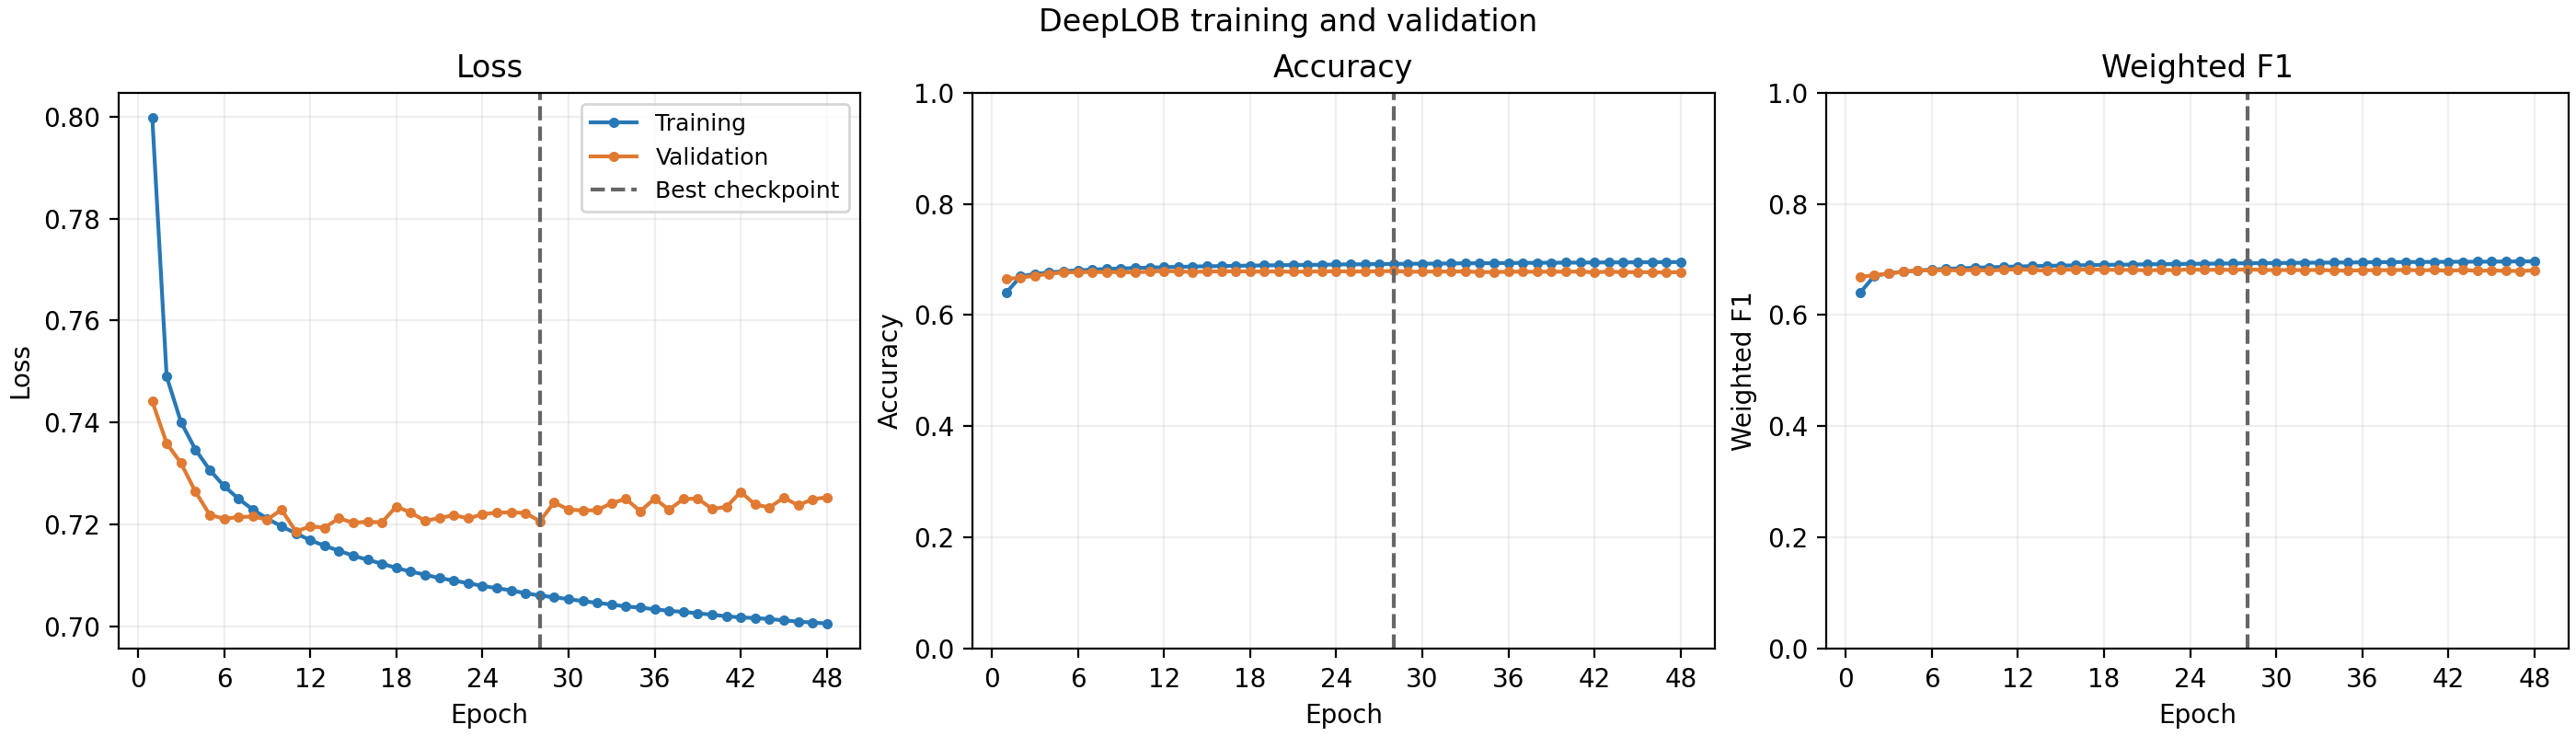 DeepLOB training and validation
Loss
Loss
0.80
0.78
0.76
0.74
0.72
0.70
0 6 12 18 24 30 36 42 48
Epoch
Training
Validation
Best checkpoint
Accuracy
Accuracy
1.0
0.8
0.6
0.4
0.2
0.0
0 6 12 18 24 30 36 42 48
Epoch
Weighted F1
Weighted F1
1.0
0.8
0.6
0.4
0.2
0.0
0 6 12 18 24 30 36 42 48
Epoch